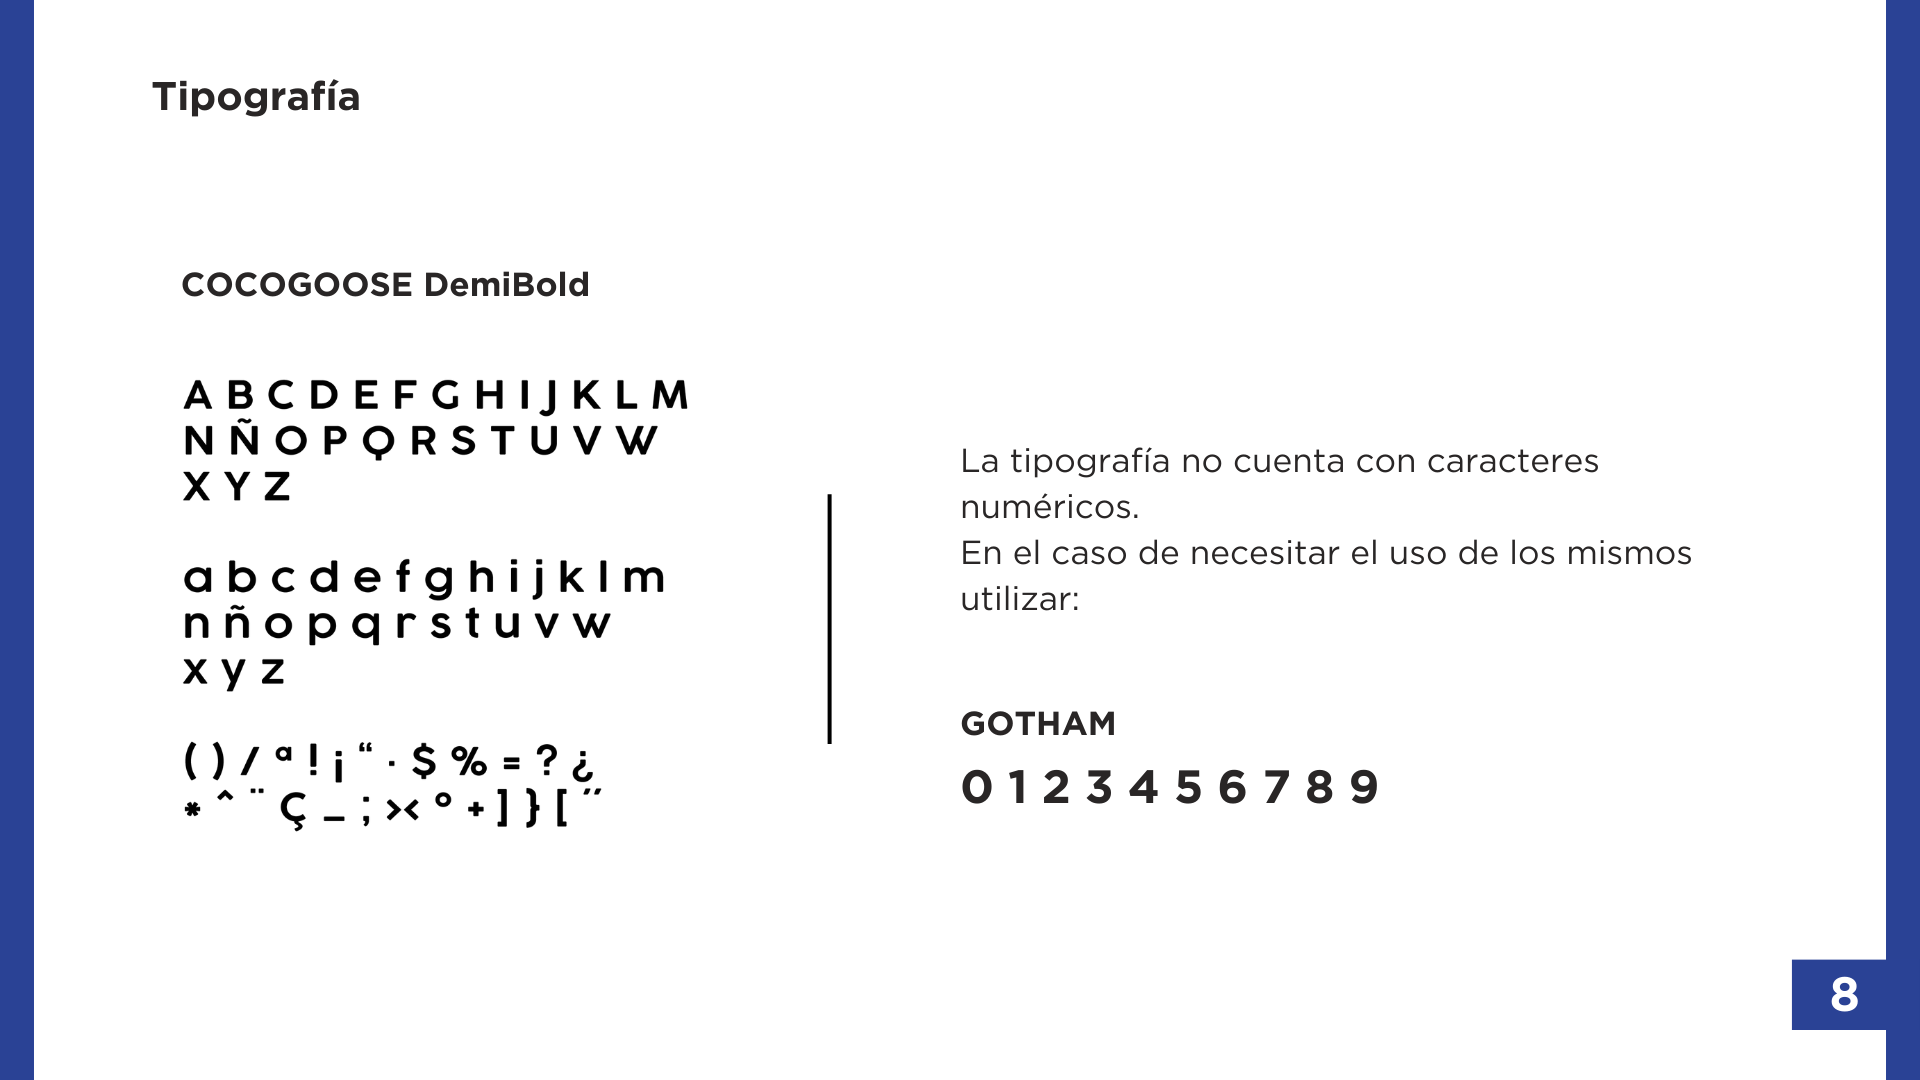 Tipografía
COCOGOOSE DemiBold
A B C D E F G H I J K L M
N Ñ O P Q R S T U V W
X Y Z
a b c d e f g h i j k l m
n ñ o p q r s t u v w
x y z
( ) / ª ! ¡ “ · $ % = ? ¿
* ^ ¨ Ç _ ; >< º + ] } [ ´´
La tipografía no cuenta con caracteres
numéricos.
En el caso de necesitar el uso de los mismos
utilizar:
GOTHAM
0 1 2 3 4 5 6 7 8 9
8